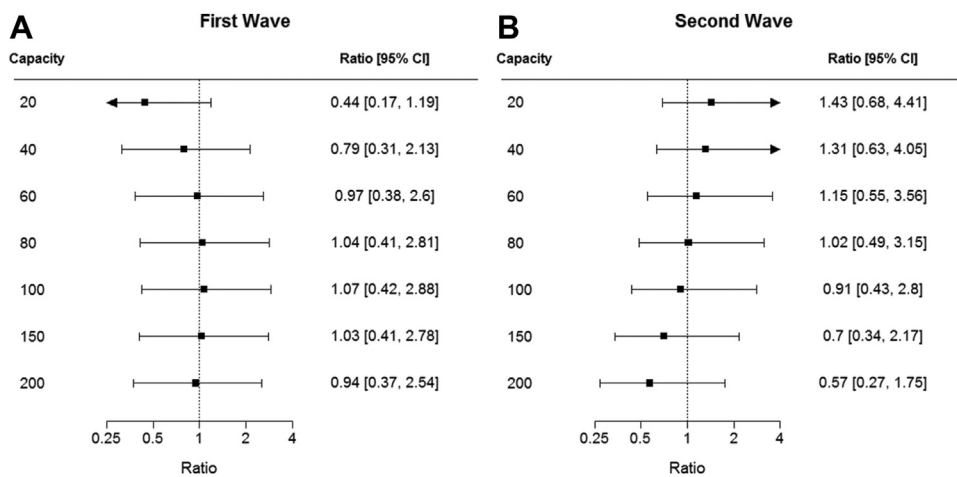 A First Wave
Capacity Ratio [95% CI]
20 0.44 [0.17, 1.19]
40 0.79 [0.31, 2.13]
60 0.97 [0.38, 2.6]
80 1.04 [0.41, 2.81]
100 1.07 [0.42, 2.88]
150 1.03 [0.41, 2.78]
200 0.94 [0.37, 2.54]
0.25 0.5 1 2 4
Ratio
B Second Wave
Capacity Ratio [95% CI]
20 1.43 [0.68, 4.41]
40 1.31 [0.63, 4.05]
60 1.15 [0.55, 3.56]
80 1.02 [0.49, 3.15]
100 0.91 [0.43, 2.8]
150 0.7 [0.34, 2.17]
200 0.57 [0.27, 1.75]
0.25 0.5 1 2 4
Ratio